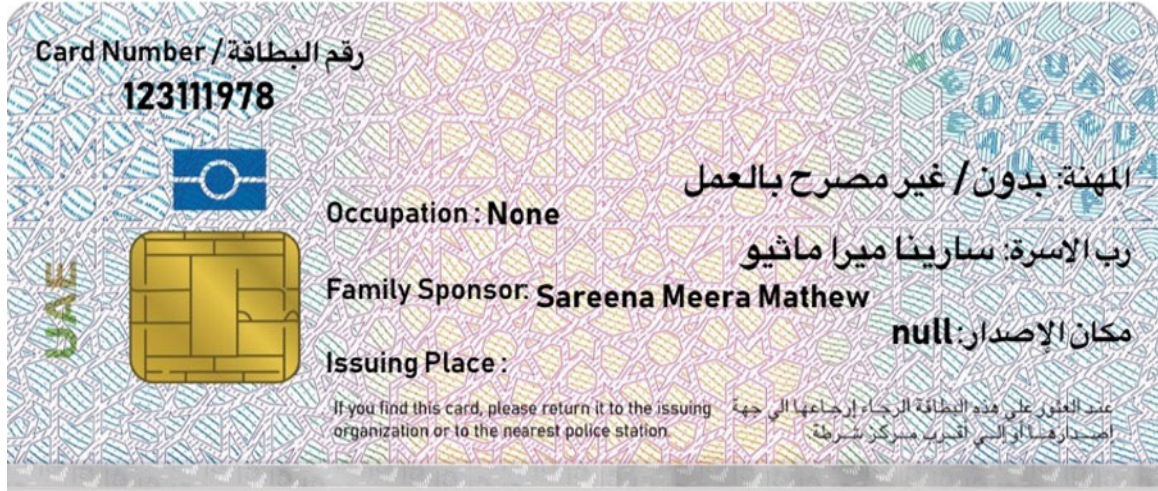 Card Number / رقم البطاقة
123111978
المهنة: بدون / غير مصرح بالعمل
Occupation : None
رب الاسرة: سارينا ميرا ماثيو
Family Sponsor: Sareena Meera Mathew
مكان الإصدار: null
Issuing Place :
UAE
If you find this card, please return it to the issuing
organization or to the nearest police station
عند العثور على هذه البطاقة الرجاء إرجاعها الي جهة
اصدارها أو الي أقرب مركز شرطة.